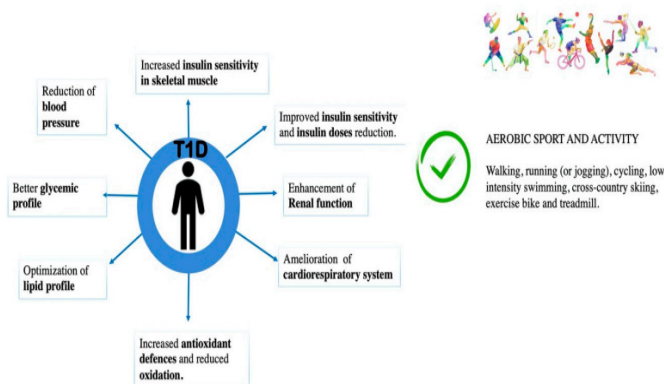 Increased insulin sensitivity
in skeletal muscle
Reduction of
blood
pressure
Improved insulin sensitivity
and insulin doses reduction.
T1D
Better glycemic
profile
Enhancement of
Renal function
Optimization of
lipid profile
Amelioration of
cardiorespiratory system
Increased antioxidant
defences and reduced
oxidation.
AEROBIC SPORT AND ACTIVITY
Walking, running (or jogging), cycling, low
intensity swimming, cross-country skiing,
exercise bike and treadmill.